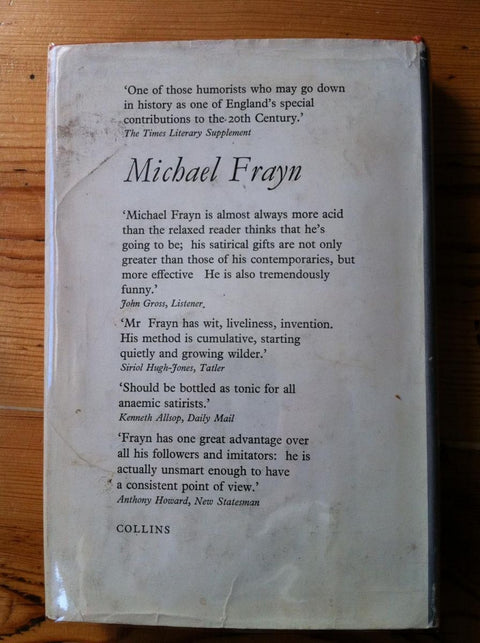 'One of those humorists who may go down
in history as one of England's special
contributions to the 20th Century.'
The Times Literary Supplement
Michael Frayn
'Michael Frayn is almost always more acid
than the relaxed reader thinks that he's
going to be; his satirical gifts are not only
greater than those of his contemporaries, but
more effective He is also tremendously
funny.'
John Gross, Listener.
'Mr Frayn has wit, liveliness, invention.
His method is cumulative, starting
quietly and growing wilder.'
Siriol Hugh-Jones, Tatler
'Should be bottled as tonic for all
anaemic satirists.'
Kenneth Allsop, Daily Mail
'Frayn has one great advantage over
all his followers and imitators: he is
actually unsmart enough to have
a consistent point of view.'
Anthony Howard, New Statesman
COLLINS